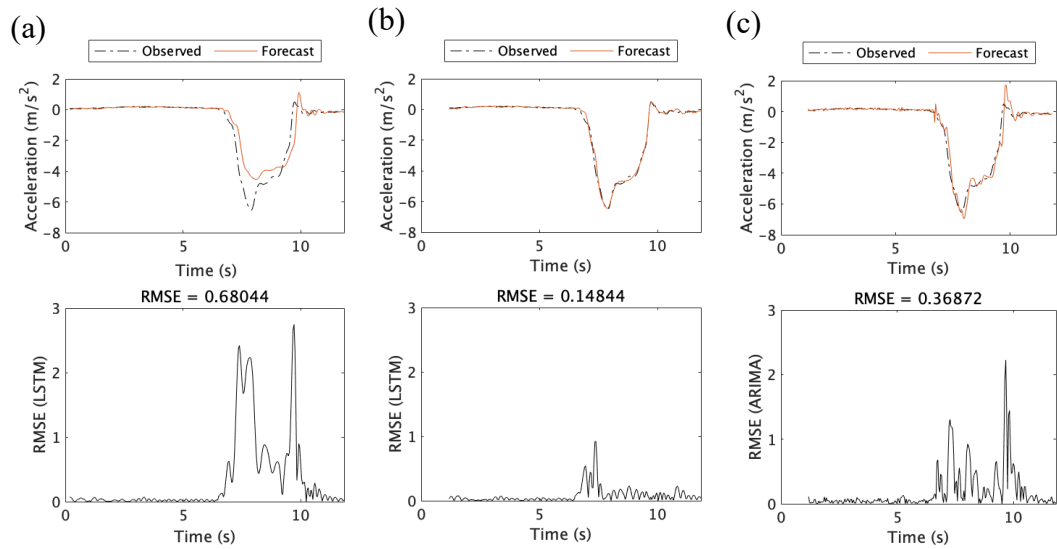 (a)
Observed Forecast
2
0
-2
-4
-6
-8
Acceleration (m/s²)
0 5 10
Time (s)
RMSE = 0.68044
3
2
1
0
RMSE (LSTM)
0 5 10
Time (s)
(b)
Observed Forecast
2
0
-2
-4
-6
-8
Acceleration (m/s²)
0 5 10
Time (s)
RMSE = 0.14844
3
2
1
0
RMSE (LSTM)
0 5 10
Time (s)
(c)
Observed Forecast
2
0
-2
-4
-6
-8
Acceleration (m/s²)
0 5 10
Time (s)
RMSE = 0.36872
3
2
1
0
RMSE (ARIMA)
0 5 10
Time (s)